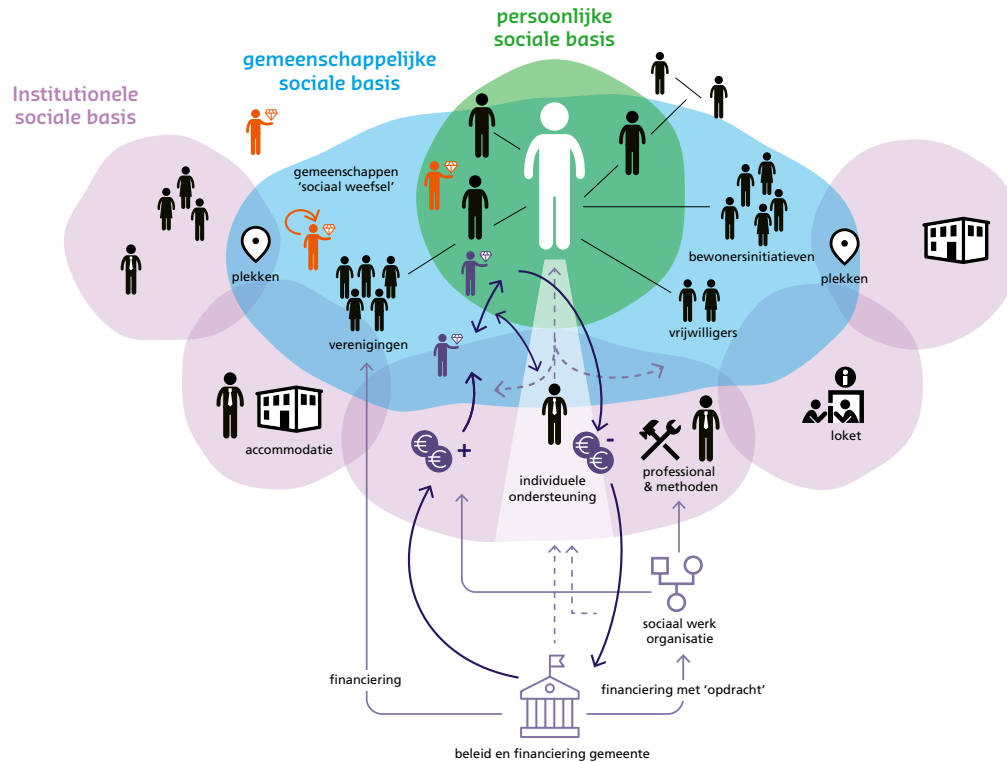 persoonlijke
sociale basis
gemeenschappelijke
sociale basis
Institutionele
sociale basis
gemeenschappen
'sociaal weefsel'
plekken
bewonersinitiatieven
plekken
vrijwilligers
verenigingen
accommodatie
+
-
individuele
ondersteuning
professional
& methoden
loket
sociaal werk
organisatie
financiering
financiering met 'opdracht'
beleid en financiering gemeente